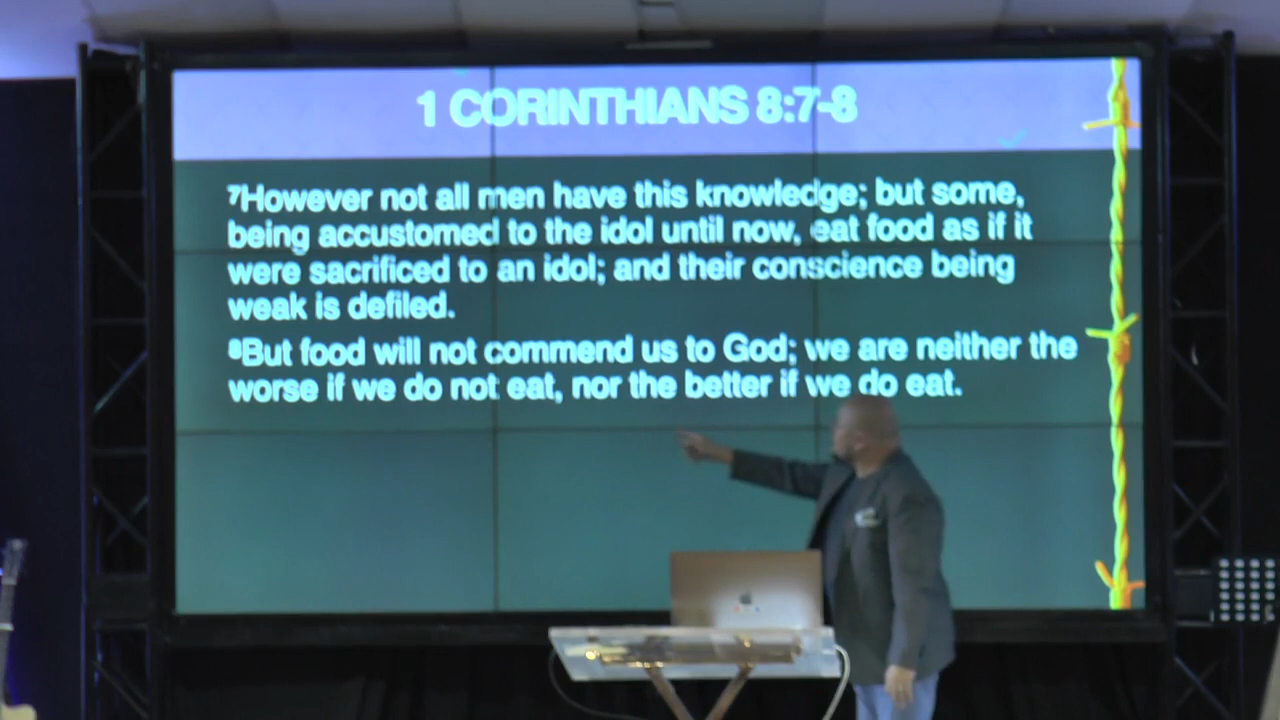 1 CORINTHIANS 8:7-8
⁷However not all men have this knowledge; but some,
being accustomed to the idol until now, eat food as if it
were sacrificed to an idol; and their conscience being
weak is defiled.
⁸But food will not commend us to God; we are neither the
worse if we do not eat, nor the better if we do eat.